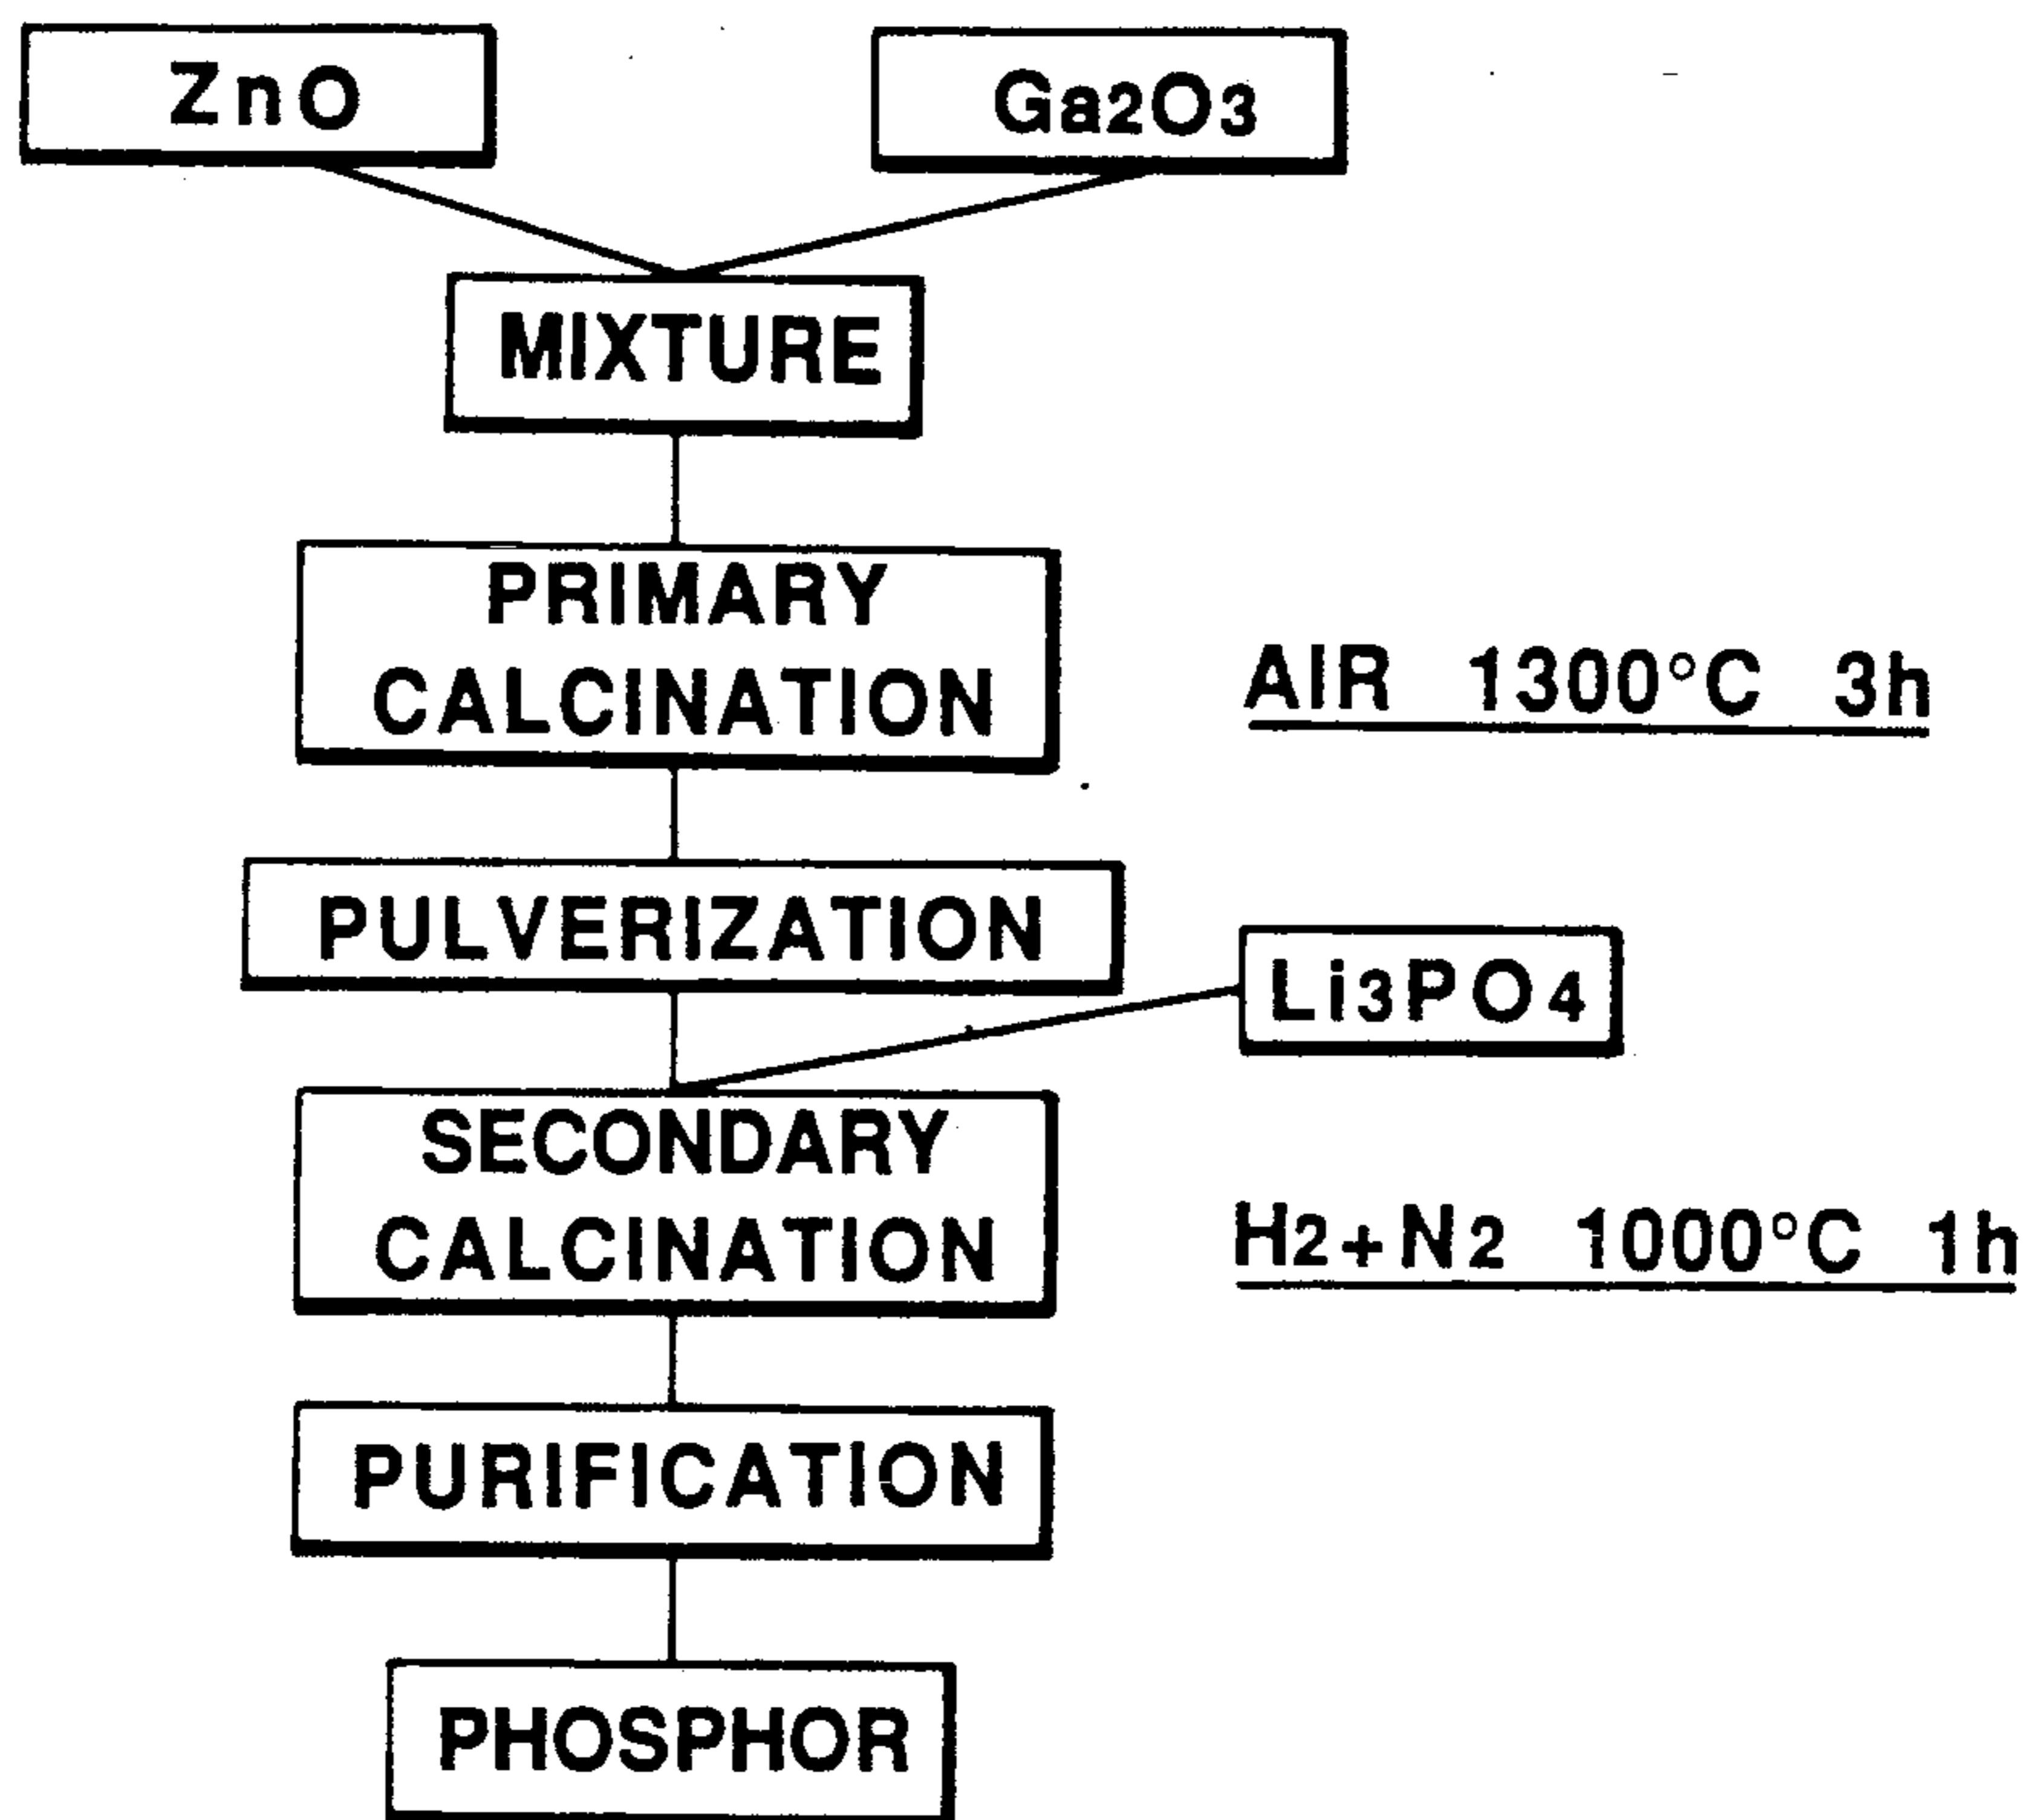 ZnO
Ga2O3
MIXTURE
PRIMARY
CALCINATION
AIR 1300°C 3h
PULVERIZATION
Li3PO4
SECONDARY
CALCINATION
H2+N2 1000°C 1h
PURIFICATION
PHOSPHOR